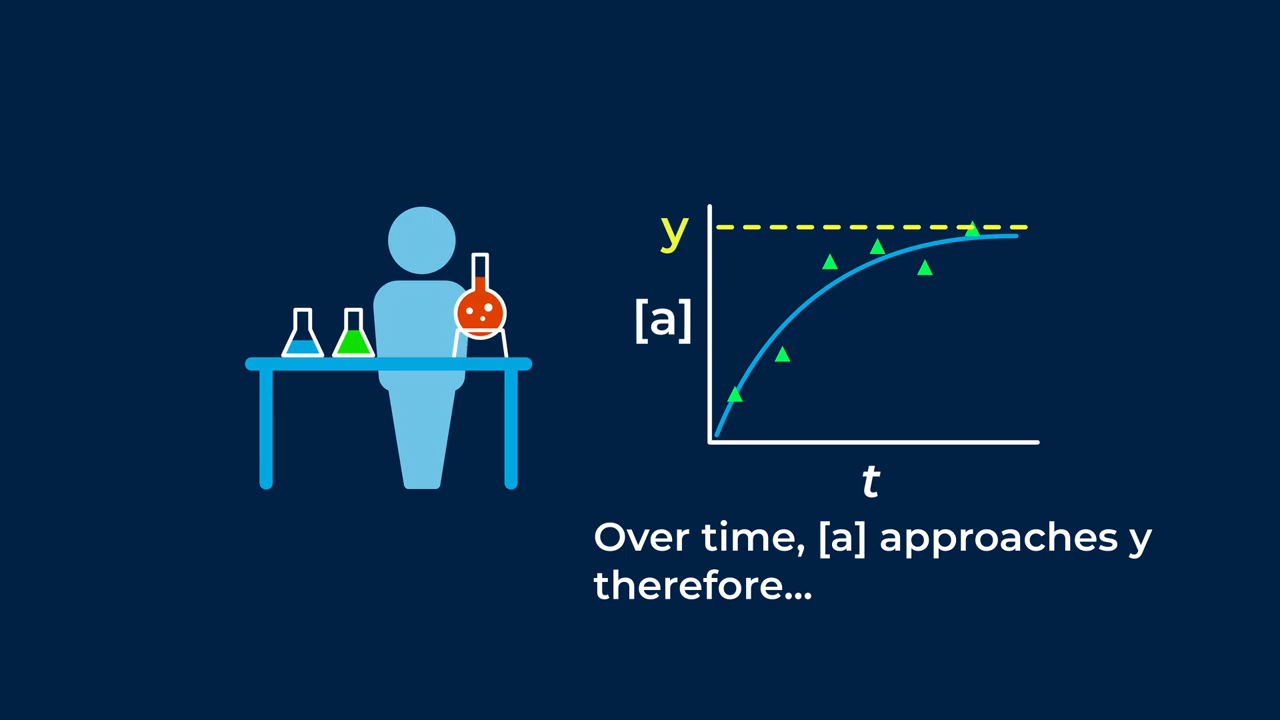 y
[a]
t
Over time, [a] approaches y
therefore...